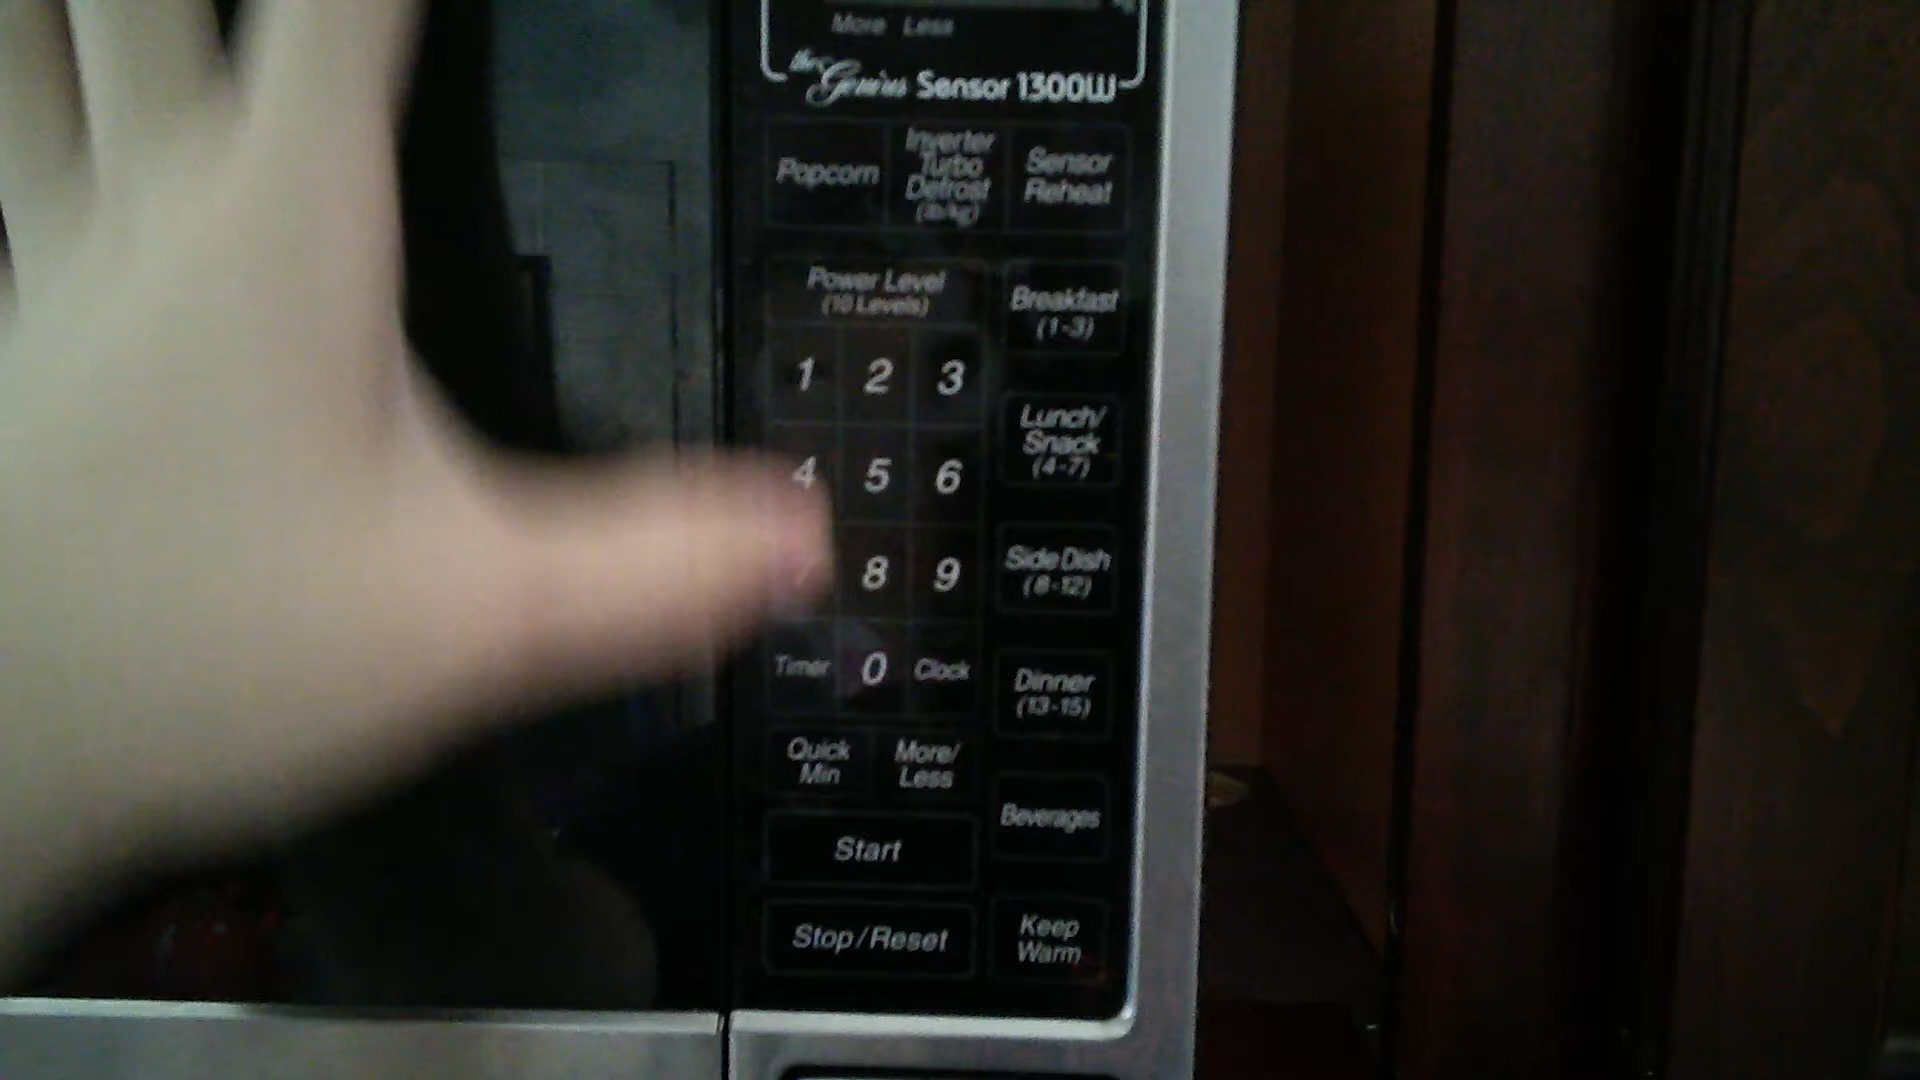 More Less
the Genius Sensor 1300W
Popcorn
Inverter
Turbo
Defrost
(lb/kg)
Sensor
Reheat
Power Level
(10 Levels)
Breakfast
(1-3)
1 2 3
Lunch/
Snack
(4-7)
4 5 6
Side Dish
(8-12)
8 9
Timer 0 Clock
Dinner
(13-15)
Quick
Min
More/
Less
Beverages
Start
Keep
Warm
Stop/Reset